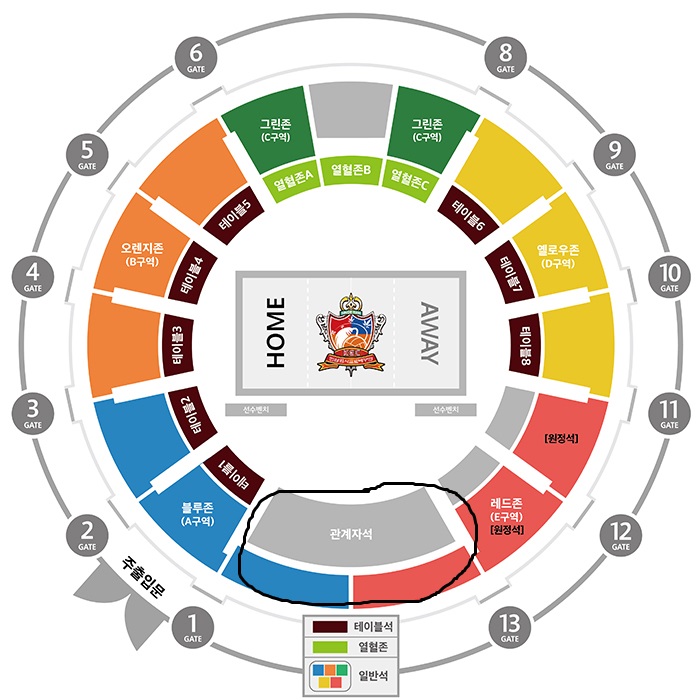 6
GATE
8
GATE
5
GATE
9
GATE
4
GATE
10
GATE
3
GATE
11
GATE
2
GATE
12
GATE
1
GATE
13
GATE
그린존
(C구역)
그린존
(C구역)
열혈존A
열혈존B
열혈존C
테이블5
테이블6
오렌지존
(B구역)
테이블4
테이블7
옐로우존
(D구역)
테이블3
테이블8
HOME
AWAY
선수벤치
선수벤치
테이블2
테이블1
[원정석]
블루존
(A구역)
관계자석
레드존
(E구역)
[원정석]
주출입문
테이블석
열혈존
일반석